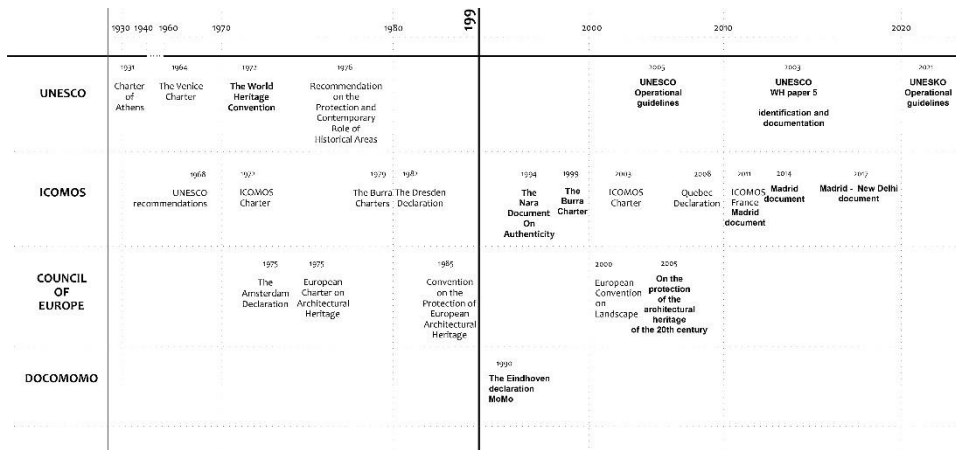 1930
1940
1960
1970
1980
199
2000
2010
2020
UNESCO
1931
Charter
of
Athens
1964
The Venice
Charter
1972
The World
Heritage
Convention
1976
Recommendation
on the
Protection and
Contemporary
Role of
Historical Areas
2005
UNESCO
Operational
guidelines
2003
UNESCO
WH paper 5
identification and
documentation
2021
UNESKO
Operational
guidelines
ICOMOS
1968
UNESCO
recommendations
1972
ICOMOS
Charter
1979
The Burra
Charters
1982
The Dresden
Declaration
1994
The
Nara
Document
On
Authenticity
1999
The
Burra
Charter
2003
ICOMOS
Charter
2008
Quebec
Declaration
2011
ICOMOS
France
Madrid
document
2014
Madrid
document
2017
Madrid - New Delhi
document
COUNCIL
OF
EUROPE
1975
The
Amsterdam
Declaration
1975
European
Charter on
Architectural
Heritage
1985
Convention
on the
Protection of
European
Architectural
Heritage
2000
European
Convention
on
Landscape
2005
On the
protection
of the
architectural
heritage
of the 20th century
DOCOMOMO
1990
The Eindhoven
declaration
MoMo